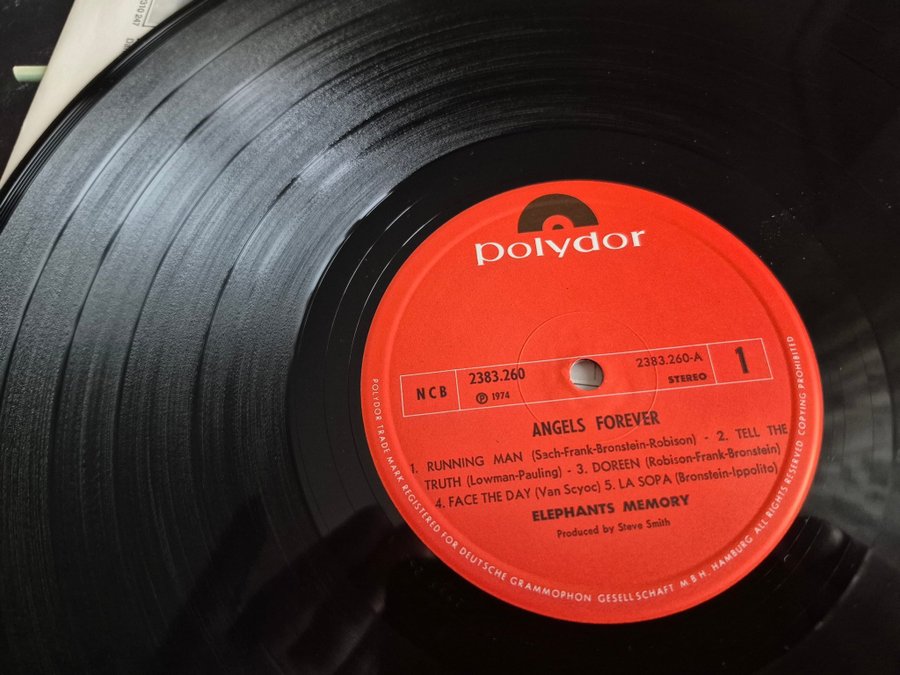 310 247
polydor
NCB
2383.260
℗ 1974
2383.260-A
STEREO
1
ANGELS FOREVER
1. RUNNING MAN (Sach-Frank-Bronstein-Robison) - 2. TELL THE
TRUTH (Lowman-Pauling) - 3. DOREEN (Robison-Frank-Bronstein)
4. FACE THE DAY (Van Scyoc) 5. LA SOPA (Bronstein-Ippolito)
ELEPHANTS MEMORY
Produced by Steve Smith
POLYDOR TRADE MARK REGISTERED FOR DEUTSCHE GRAMMOPHON GESELLSCHAFT M.B.H. HAMBURG ALL RIGHTS RESERVED COPYING PROHIBITED